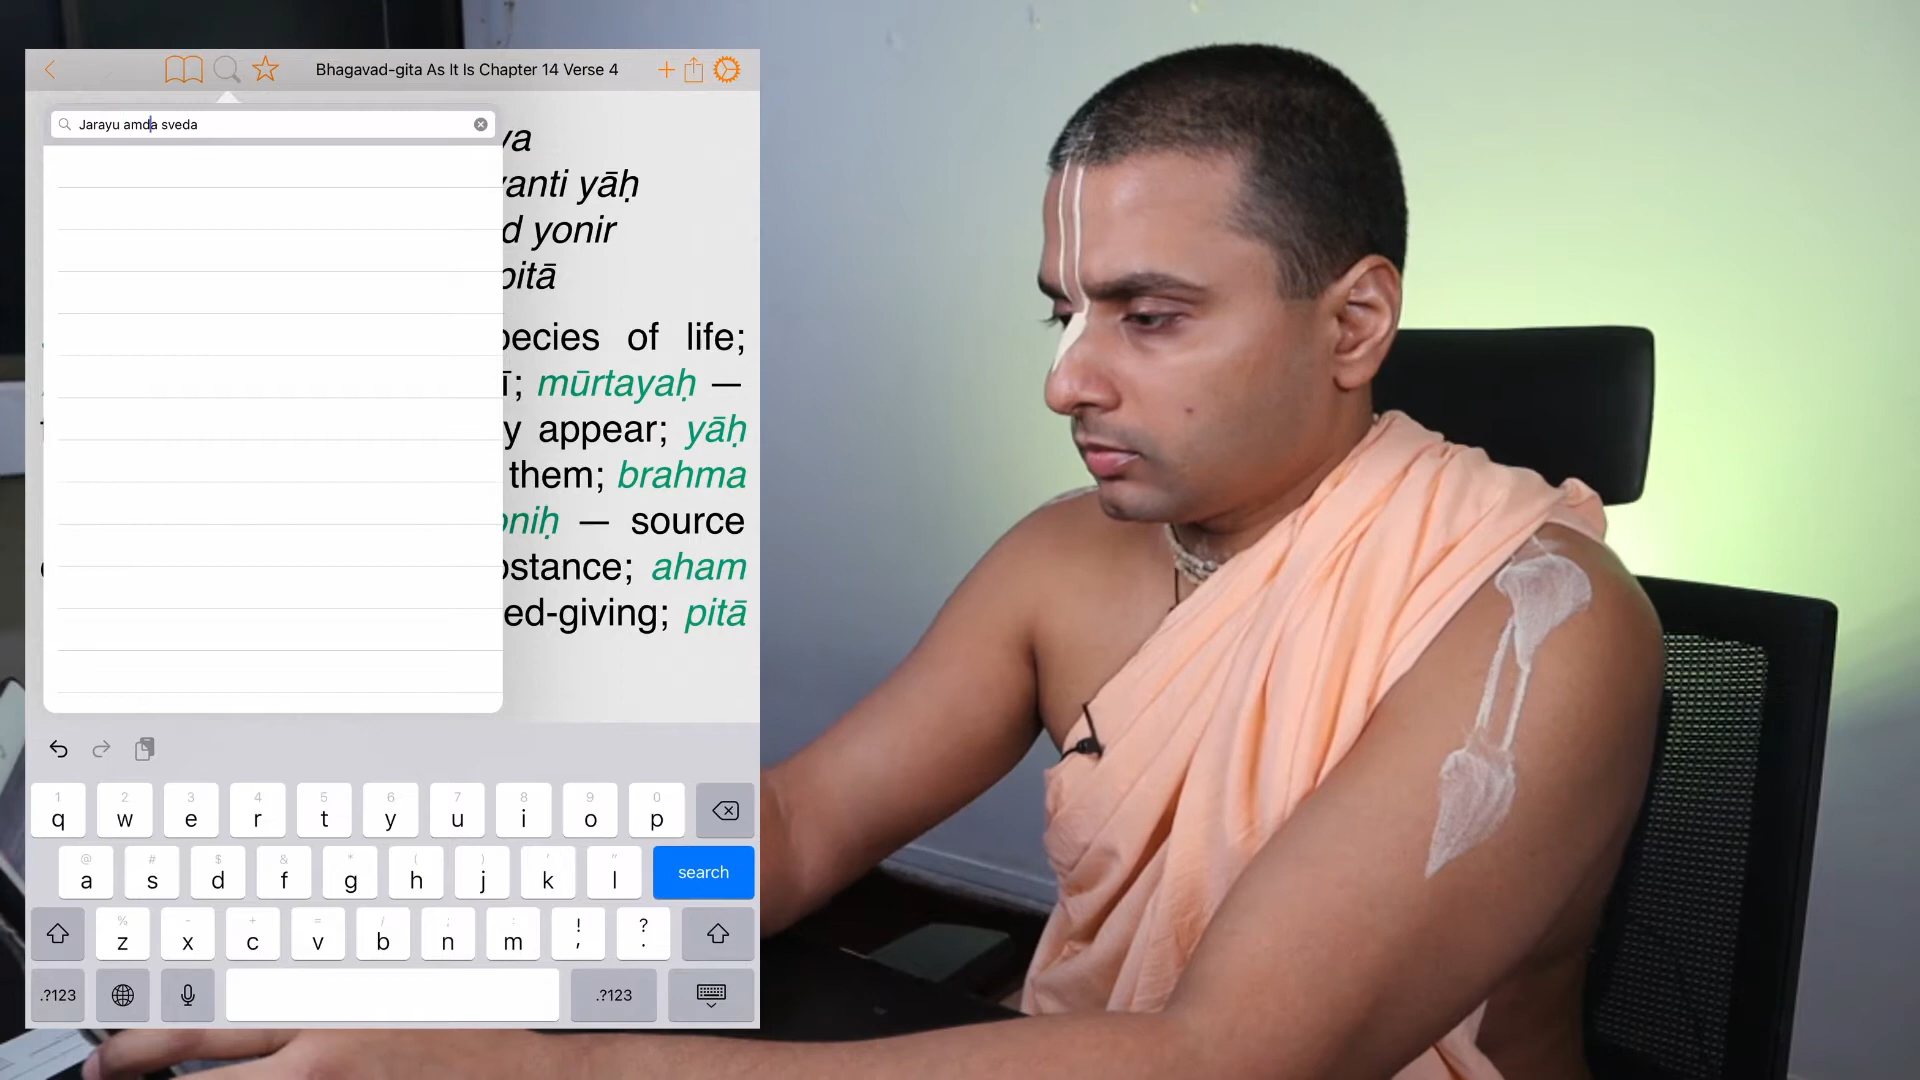 Bhagavad-gita As It Is Chapter 14 Verse 4
Jarayu amda sveda
anti yāḥ
d yonir
pitā
pecies of life;
ī; mūrtayaḥ —
y appear; yāḥ
them; brahma
oniḥ — source
bstance; aham
ed-giving; pitā
1 2 3 4 5 6 7 8 9 0
q w e r t y u i o p
@ # $ & * ( ) ' "
a s d f g h j k l search
% - + = / ; : ! ?
z x c v b n m , .
.?123 .?123